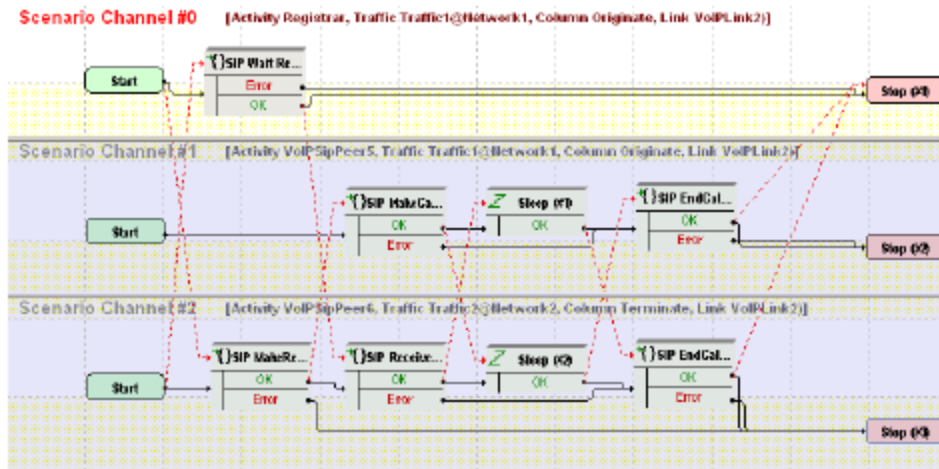 Scenario Channel #0 [Activity Registrar, Traffic Traffic1@Network1, Column Originate, Link VoIPLink2)]
Start
{}SIP Wait Re...
Error
OK
Stop (#1)
Scenario Channel #1 [Activity VoIPSipPeer5, Traffic Traffic1@Network1, Column Originate, Link VoIPLink2)]
Start
{}SIP MakeCa...
OK
Error
Sleep (#1)
OK
{}SIP EndCal...
OK
Error
Stop (#2)
Scenario Channel #2 [Activity VoIPSipPeer6, Traffic Traffic2@Network2, Column Terminate, Link VoIPLink2)]
Start
{}SIP MakeRe...
OK
Error
{}SIP Receive...
OK
Error
Sleep (#2)
OK
{}SIP EndCal...
OK
Error
Stop (#3)